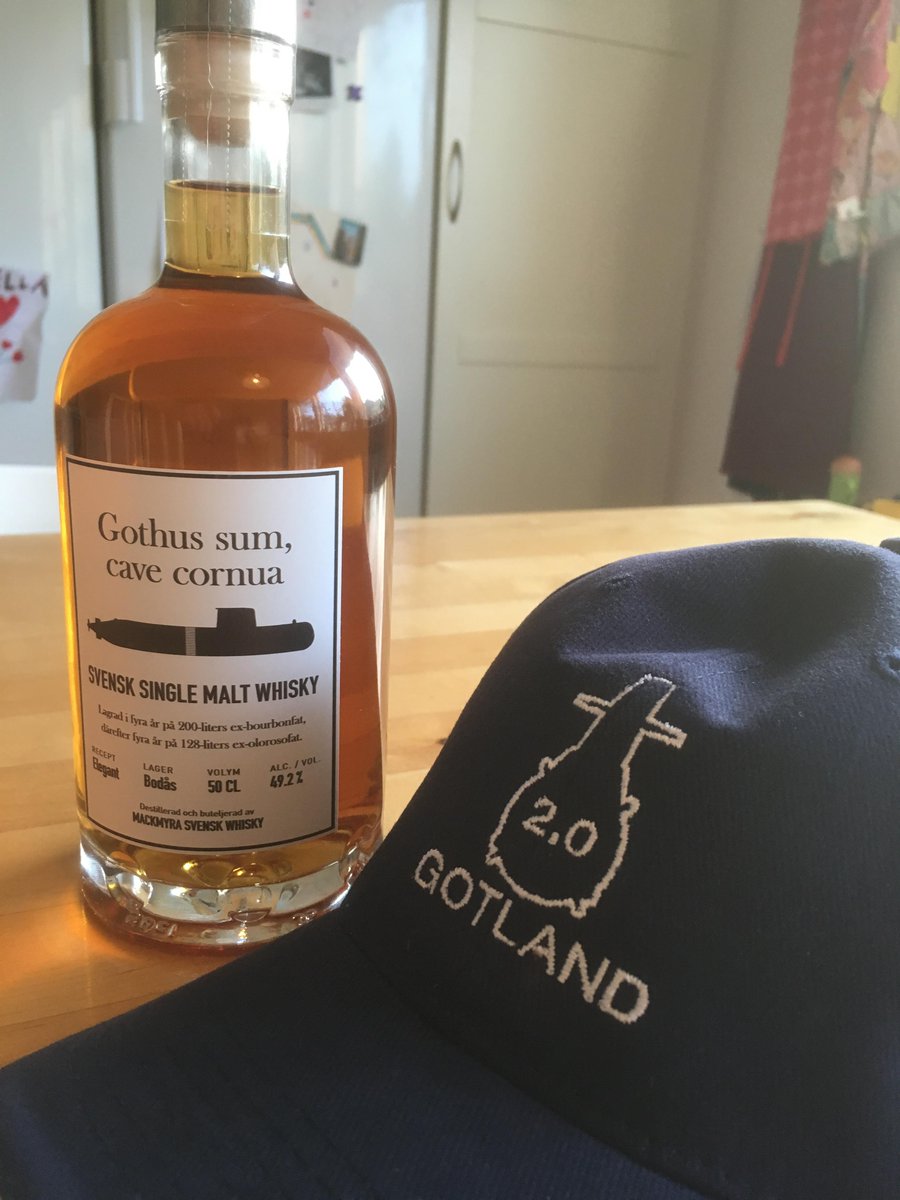 Gothus sum,
cave cornua
SVENSK SINGLE MALT WHISKY
Lagrad i fyra år på 200-liters ex-bourbonfat,
därefter fyra år på 128-liters ex-olorosofat.
RECEPT LAGER VOLYM ALC. / VOL.
Elegant Bodås 50 CL 49.2 %
Destillerad och buteljerad av
MACKMYRA SVENSK WHISKY
2.0
GOTLAND
ELLA